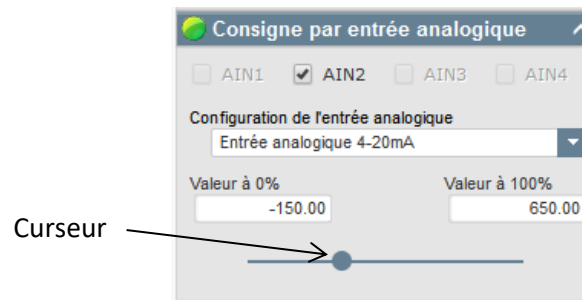 Consigne par entrée analogique
AIN1 AIN2 AIN3 AIN4
Configuration de l'entrée analogique
Entrée analogique 4-20mA
Valeur à 0% Valeur à 100%
-150.00 650.00
Curseur